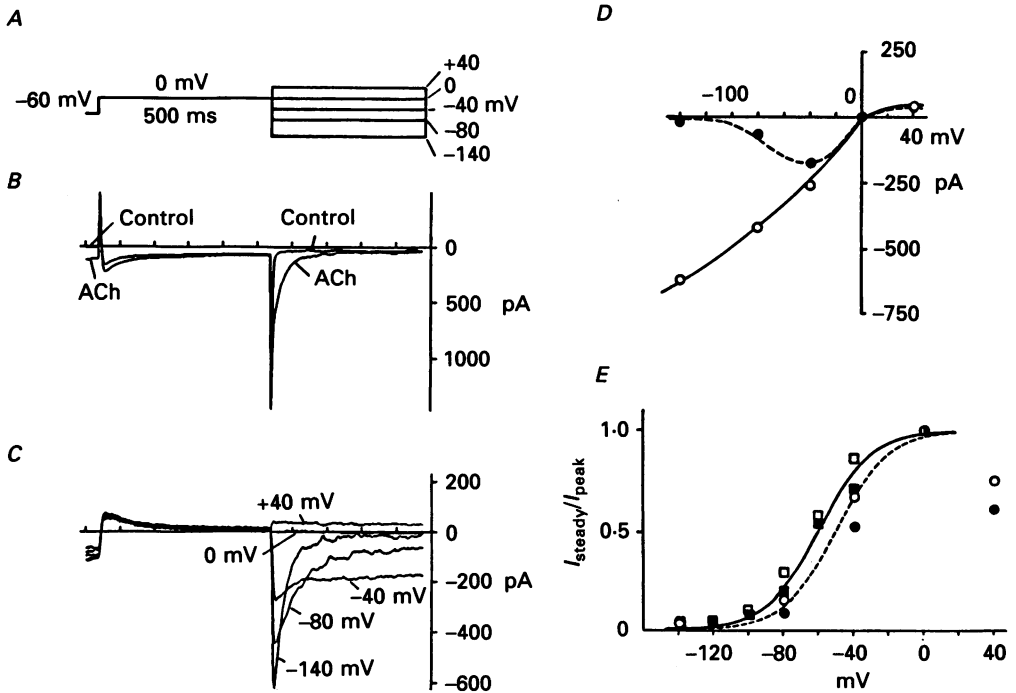 A
0 mV
−60 mV
500 ms
+40
0
−40 mV
−80
−140
B
Control
Control
ACh
ACh
0
500 pA
1000
C
+40 mV
0 mV
−40 mV
−80 mV
−140 mV
200
0
−200 pA
−400
−600
D
250
−100
0
40 mV
−250 pA
−500
−750
E
Isteady/Ipeak
1·0
0·5
0
−120 −80 −40 0 40
mV